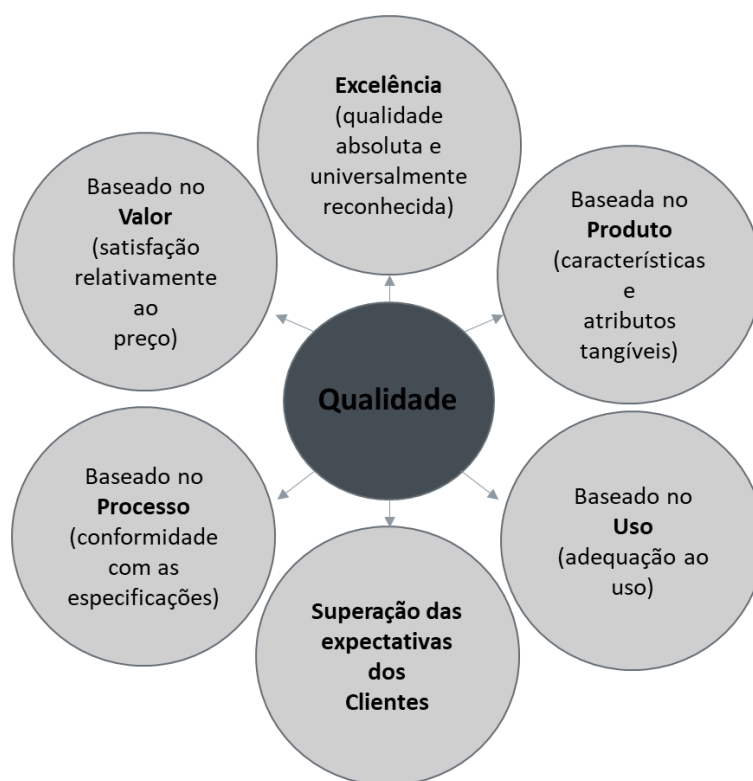 Excelência
(qualidade
absoluta e
universalmente
reconhecida)
Baseado no
Valor
(satisfação
relativamente
ao
preço)
Baseada no
Produto
(características
e
atributos
tangíveis)
Qualidade
Baseado no
Processo
(conformidade
com as
especificações)
Baseado no
Uso
(adequação ao
uso)
Superação das
expectativas
dos
Clientes